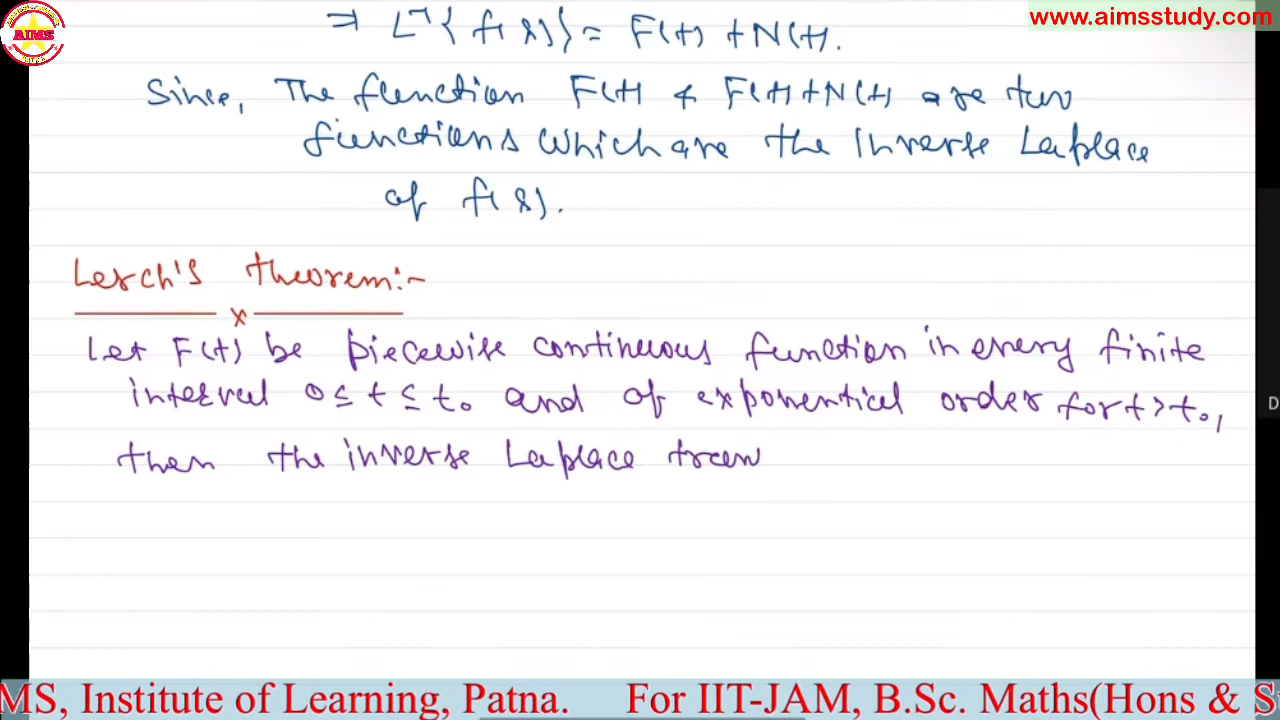 AIMS
www.aimsstudy.com
⇒ L⁻¹{f(s)} = F(t) + N(t).
Since, The function F(t) & F(t)+N(t) are two
functions which are the inverse Laplace
of f(s).
Lerch's theorem:-
x
Let F(t) be piecewise continuous function in every finite
interval 0 ≤ t ≤ t₀ and of exponential order for t > t₀,
then the inverse Laplace tran
D
MS, Institute of Learning, Patna. For IIT-JAM, B.Sc. Maths(Hons & S